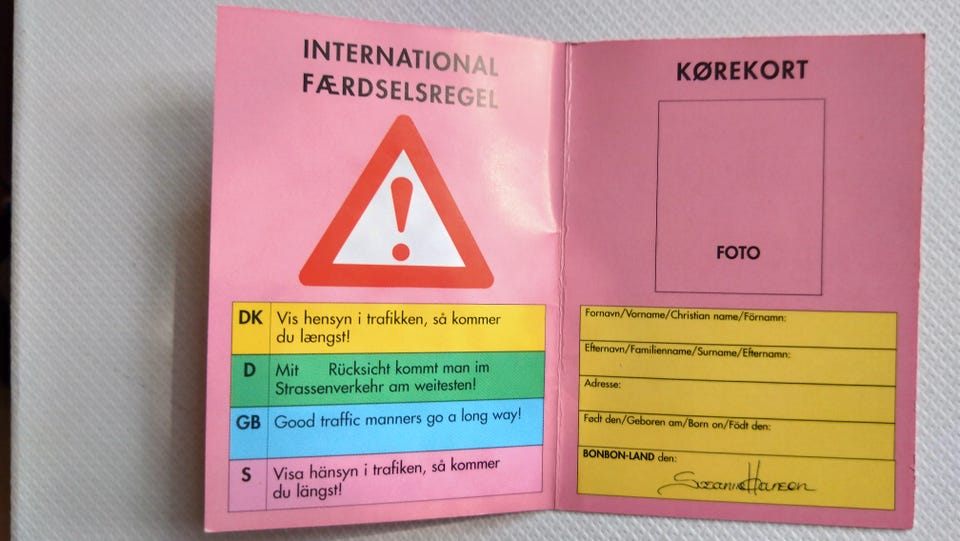 INTERNATIONAL
FÆRDSELSREGEL
DK Vis hensyn i trafikken, så kommer
du længst!
D Mit Rücksicht kommt man im
Strassenverkehr am weitesten!
GB Good traffic manners go a long way!
S Visa hänsyn i trafiken, så kommer
du längst!
KØREKORT
FOTO
Fornavn/Vorname/Christian name/Förnamn:
Efternavn/Familienname/Surname/Efternamn:
Adresse:
Født den/Geboren am/Born on/Född den:
BONBON-LAND den: